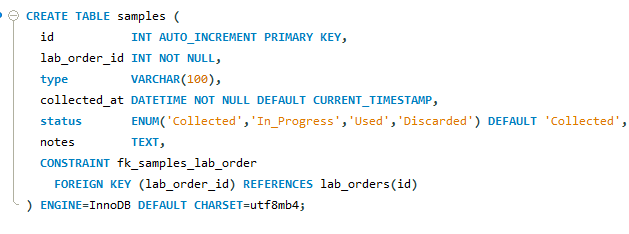 CREATE TABLE samples (
id INT AUTO_INCREMENT PRIMARY KEY,
lab_order_id INT NOT NULL,
type VARCHAR(100),
collected_at DATETIME NOT NULL DEFAULT CURRENT_TIMESTAMP,
status ENUM('Collected','In_Progress','Used','Discarded') DEFAULT 'Collected',
notes TEXT,
CONSTRAINT fk_samples_lab_order
FOREIGN KEY (lab_order_id) REFERENCES lab_orders(id)
) ENGINE=InnoDB DEFAULT CHARSET=utf8mb4;